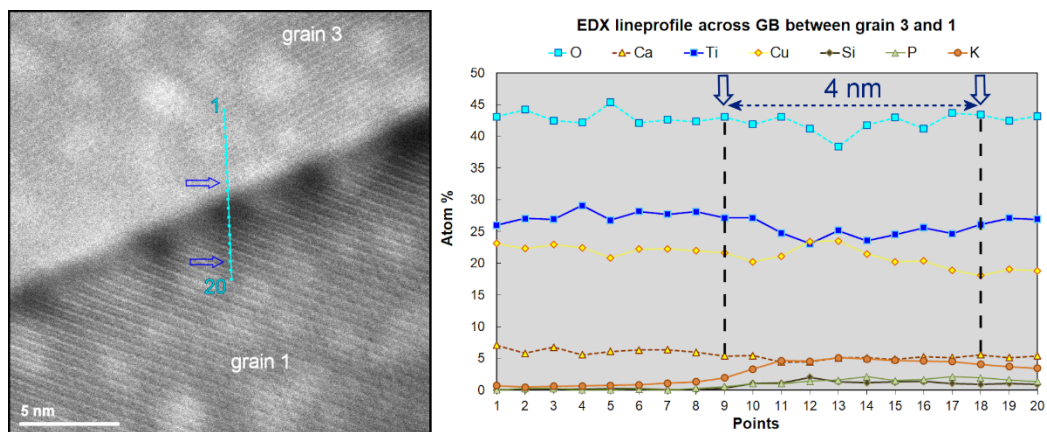 grain 3
1
20
grain 1
5 nm
EDX lineprofile across GB between grain 3 and 1
O Ca Ti Cu Si P K
50
45
40
35
30
25
20
15
10
5
0
Atom %
4 nm
1 2 3 4 5 6 7 8 9 10 11 12 13 14 15 16 17 18 19 20
Points